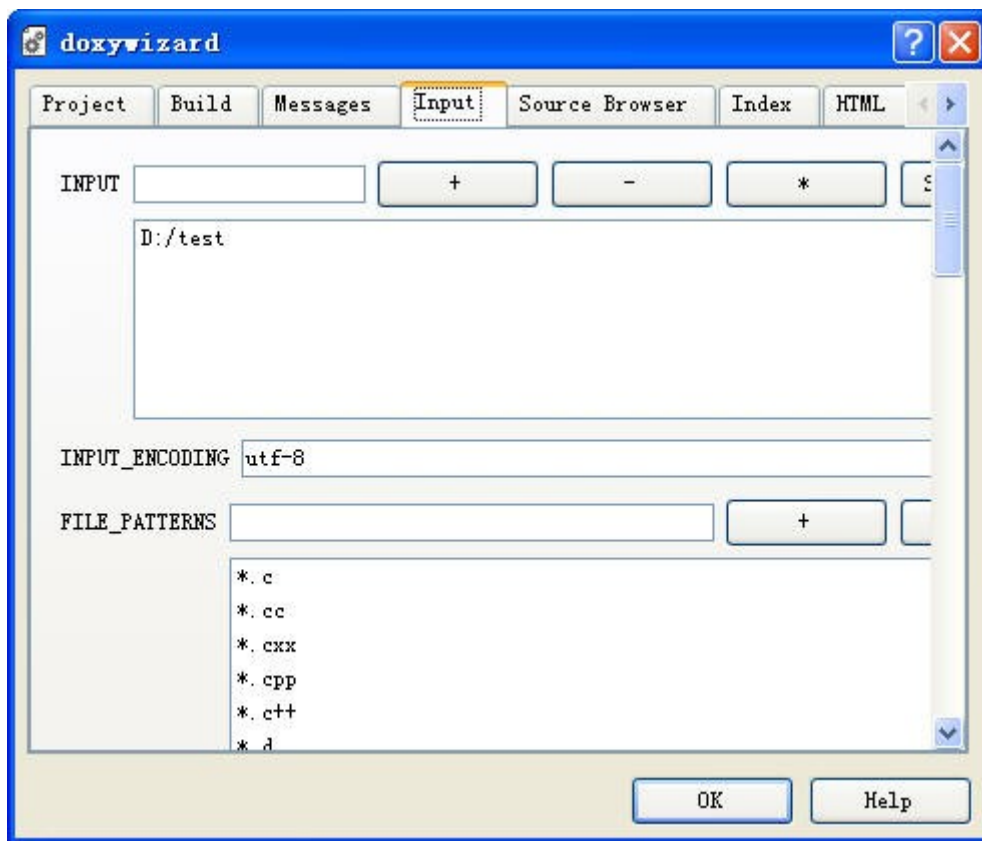 doxywizard
Project Build Messages Input Source Browser Index HTML
INPUT + - *
D:/test
INPUT_ENCODING utf-8
FILE_PATTERNS +
*.c
*.cc
*.cxx
*.cpp
*.c++
*.d
OK Help